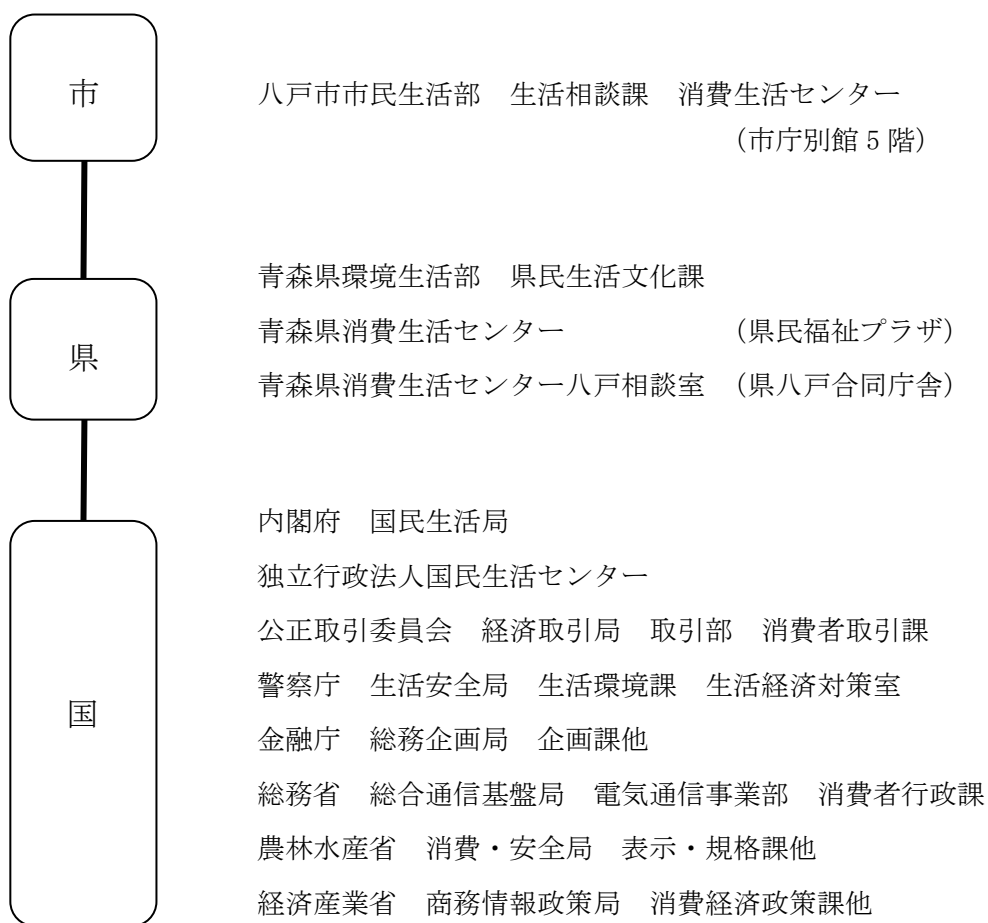 市
八戸市市民生活部　生活相談課　消費生活センター
（市庁別館５階）
県
青森県環境生活部　県民生活文化課
青森県消費生活センター　（県民福祉プラザ）
青森県消費生活センター八戸相談室　（県八戸合同庁舎）
国
内閣府　国民生活局
独立行政法人国民生活センター
公正取引委員会　経済取引局　取引部　消費者取引課
警察庁　生活安全局　生活環境課　生活経済対策室
金融庁　総務企画局　企画課他
総務省　総合通信基盤局　電気通信事業部　消費者行政課
農林水産省　消費・安全局　表示・規格課他
経済産業省　商務情報政策局　消費経済政策課他